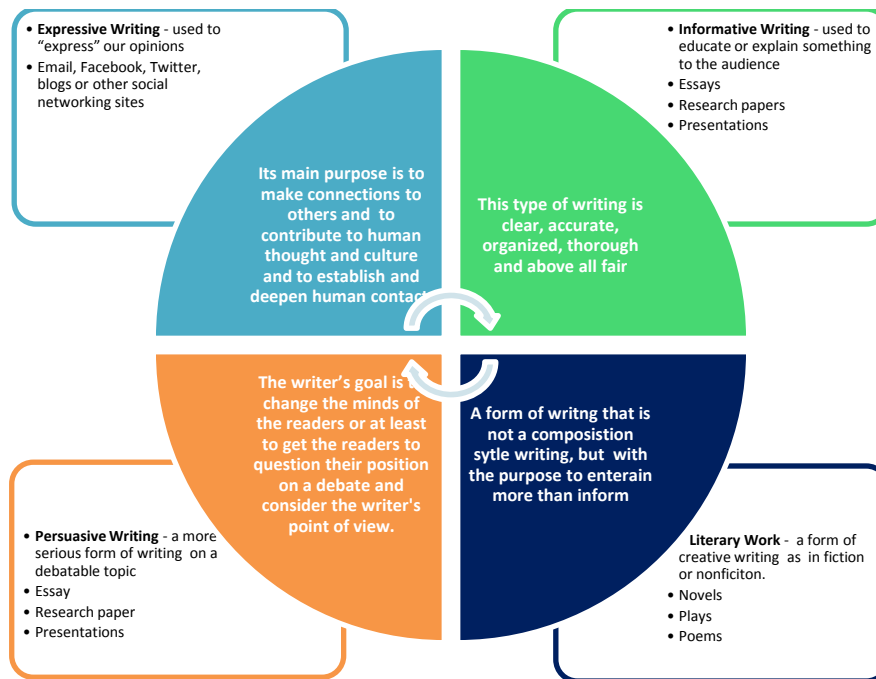 • Expressive Writing - used to
“express” our opinions
• Email, Facebook, Twitter,
blogs or other social
networking sites
• Informative Writing - used to
educate or explain something
to the audience
• Essays
• Research papers
• Presentations
Its main purpose is to
make connections to
others and to
contribute to human
thought and culture
and to establish and
deepen human contact
This type of writing is
clear, accurate,
organized, thorough
and above all fair
The writer’s goal is
change the minds of
the readers or at least
to get the readers to
question their position
on a debate and
consider the writer's
point of view.
A form of writng that is
not a composistion
sytle writing, but with
the purpose to enterain
more than inform
• Persuasive Writing - a more
serious form of writing on a
debatable topic
• Essay
• Research paper
• Presentations
Literary Work - a form of
creative writing as in fiction
or nonficiton.
• Novels
• Plays
• Poems